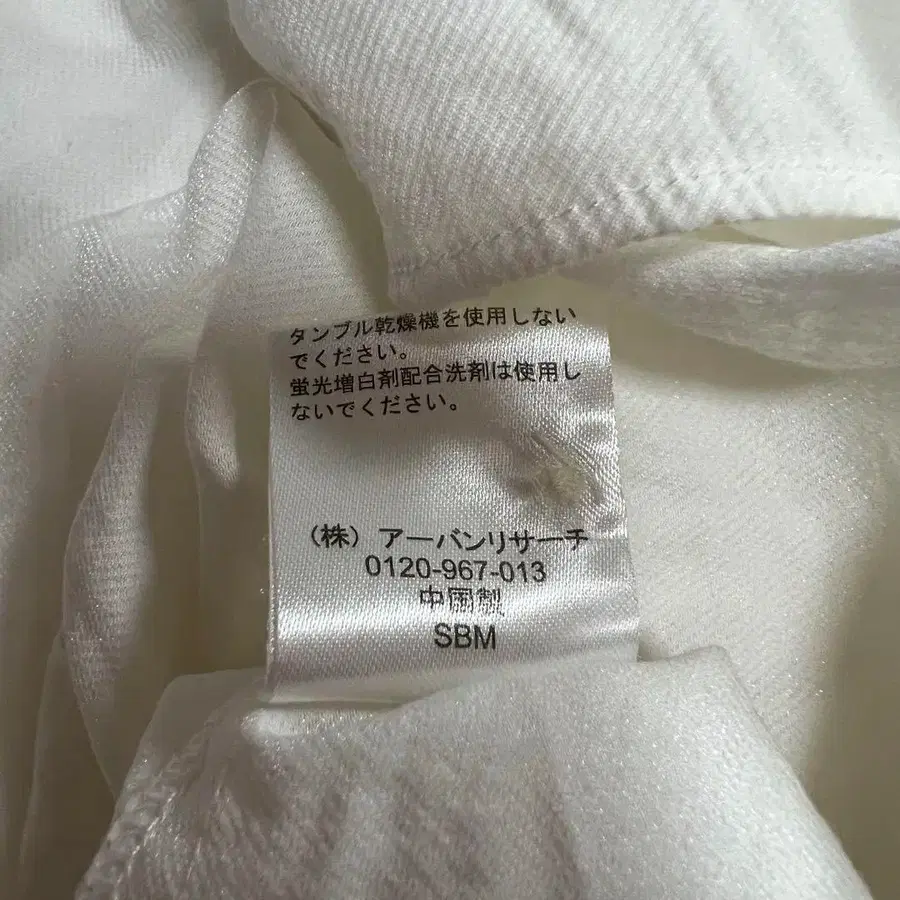 タンブル乾燥機を使用しない
でください。
蛍光増白剤配合洗剤は使用し
ないでください。
(株) アーバンリサーチ
0120-967-013
中国製
SBM